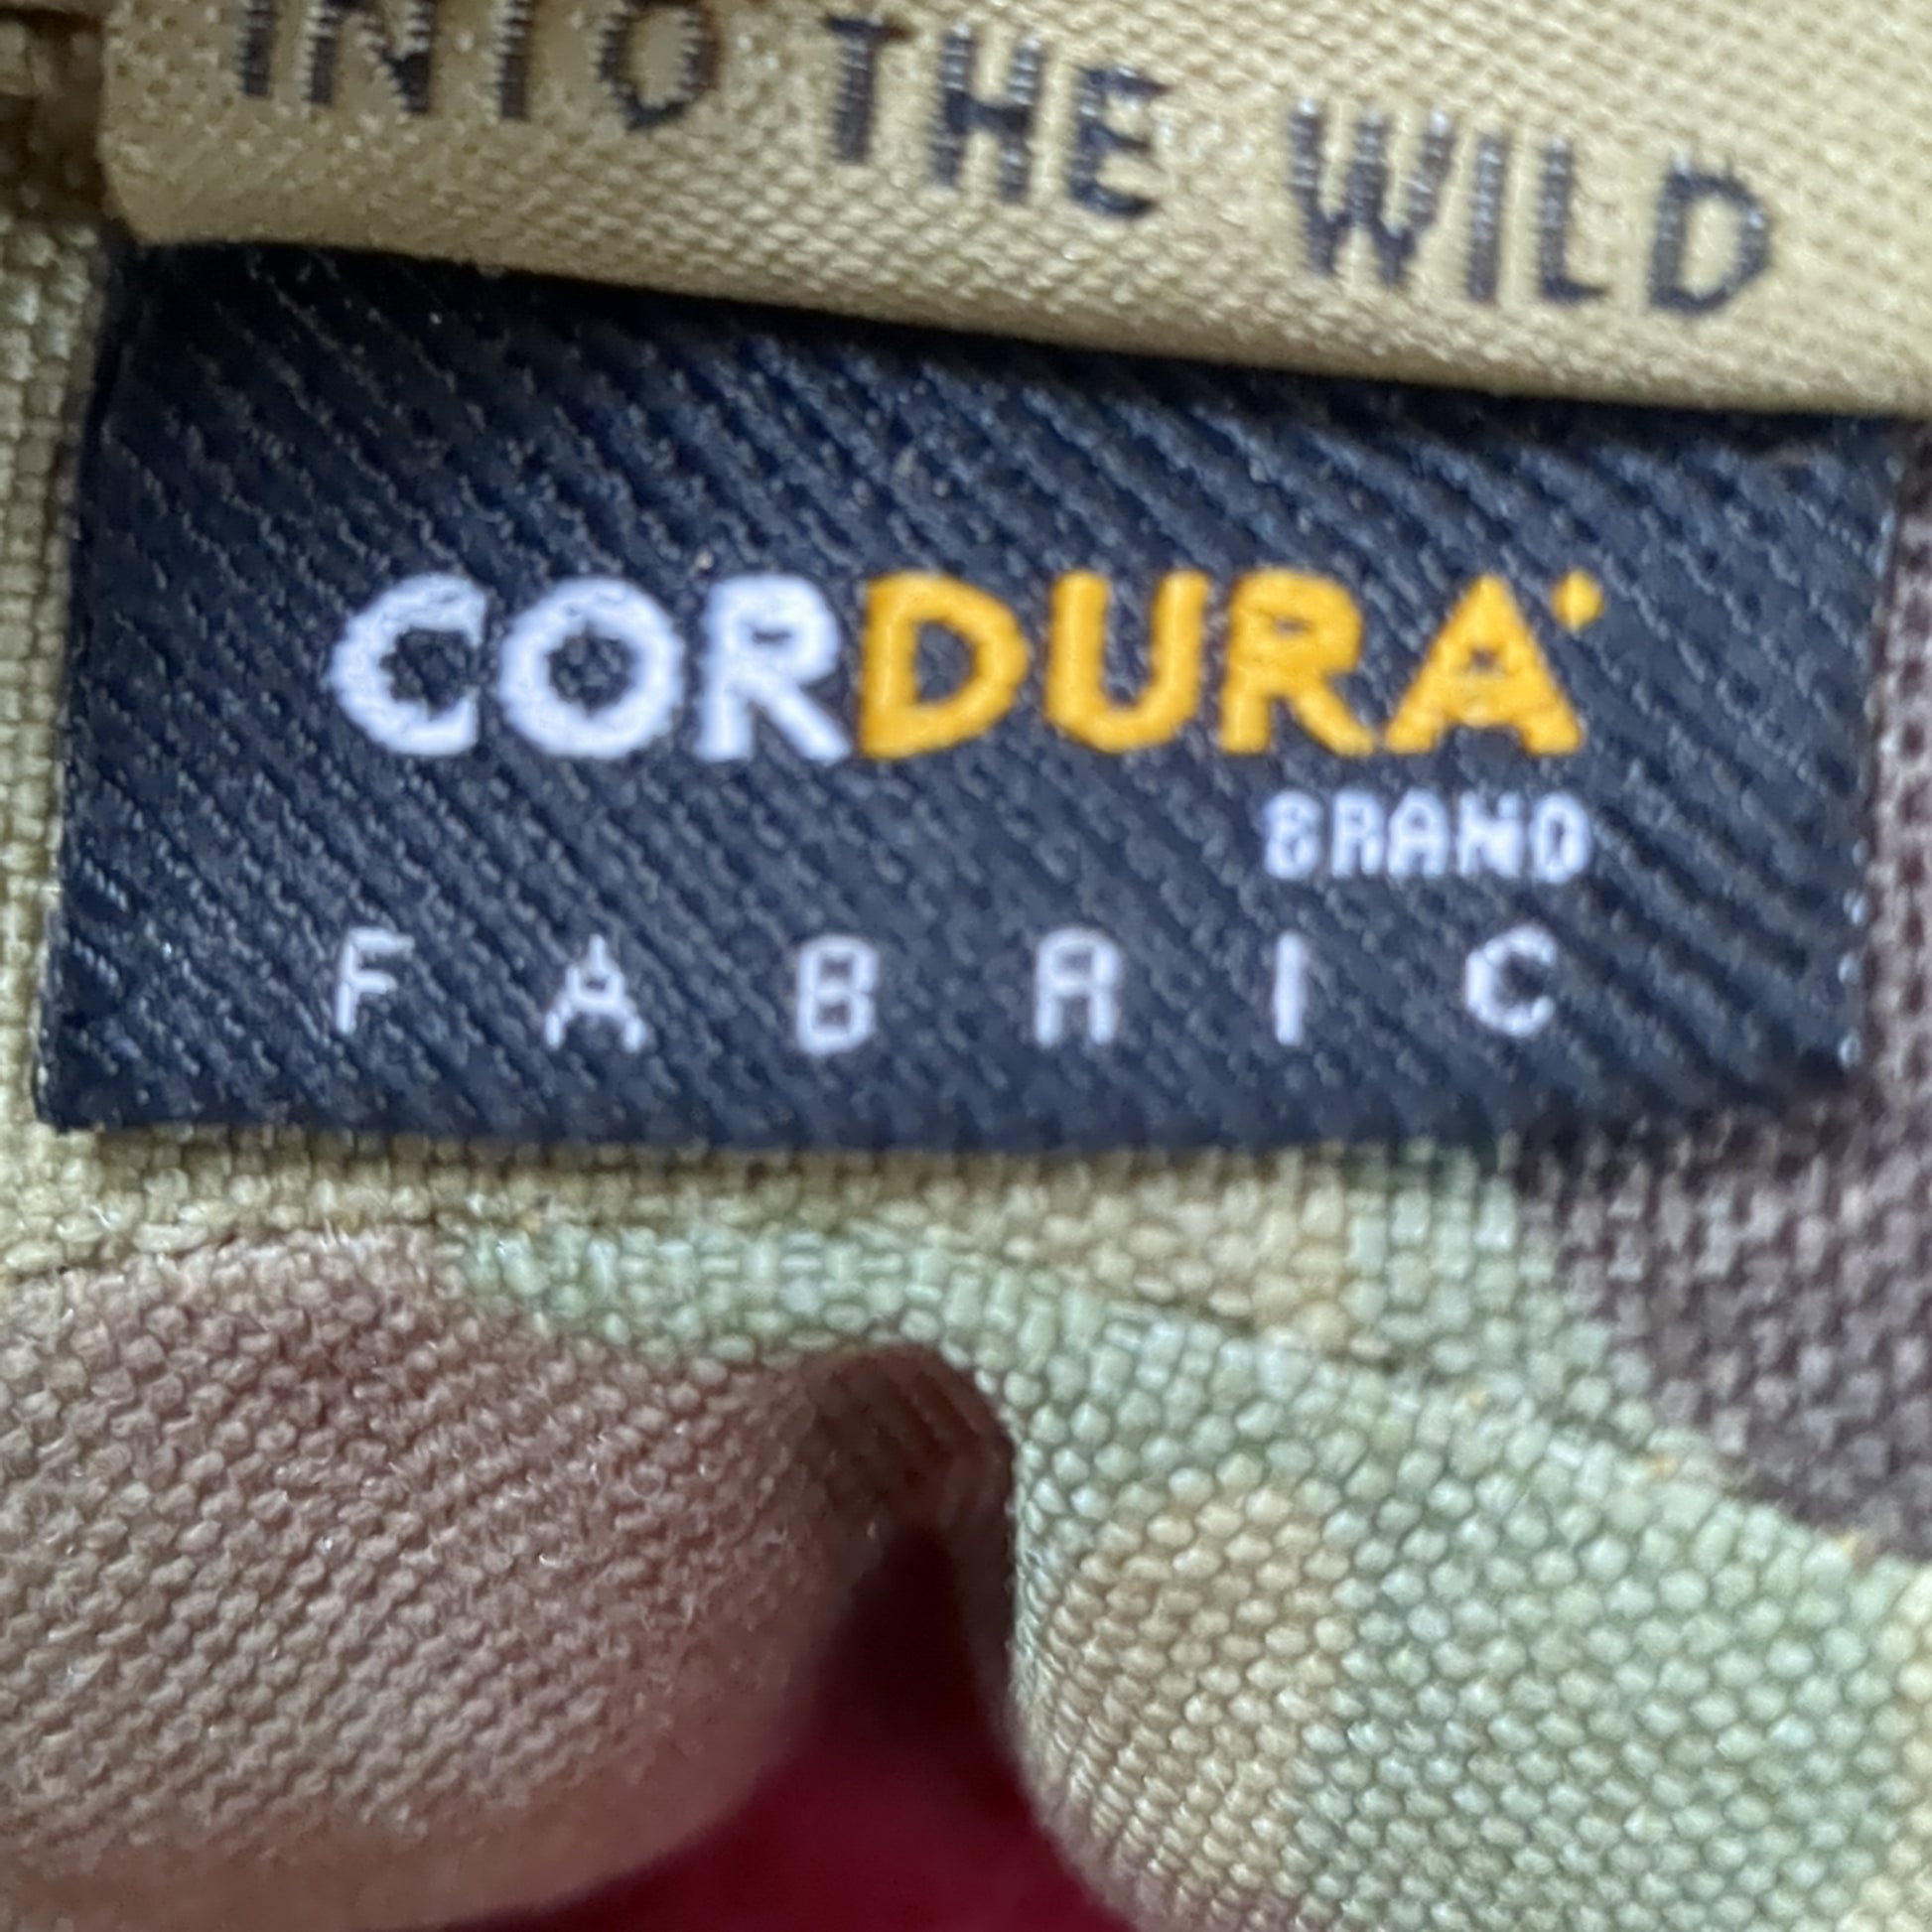 INTO THE WILD
CORDURA
BRAND
FABRIC